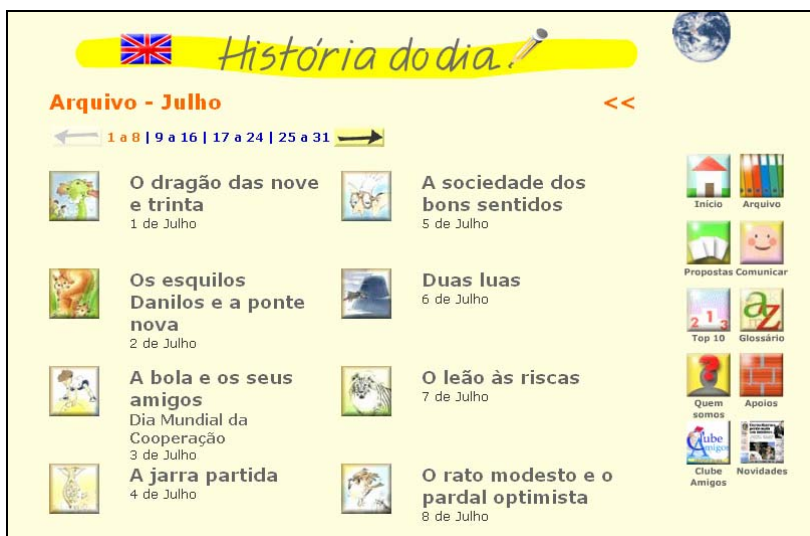 História do dia
Arquivo - Julho
<<
1 a 8 | 9 a 16 | 17 a 24 | 25 a 31
O dragão das nove
e trinta
1 de Julho
Os esquilos
Danilos e a ponte
nova
2 de Julho
A bola e os seus
amigos
Dia Mundial da
Cooperação
3 de Julho
A jarra partida
4 de Julho
A sociedade dos
bons sentidos
5 de Julho
Duas luas
6 de Julho
O leão às riscas
7 de Julho
O rato modesto e o
pardal optimista
8 de Julho
Início
Arquivo
Propostas
Comunicar
2 1 3
Top 10
az
Glossário
?
Quem
somos
Apoios
Clube
Amigos
Clube
Amigos
Novidades